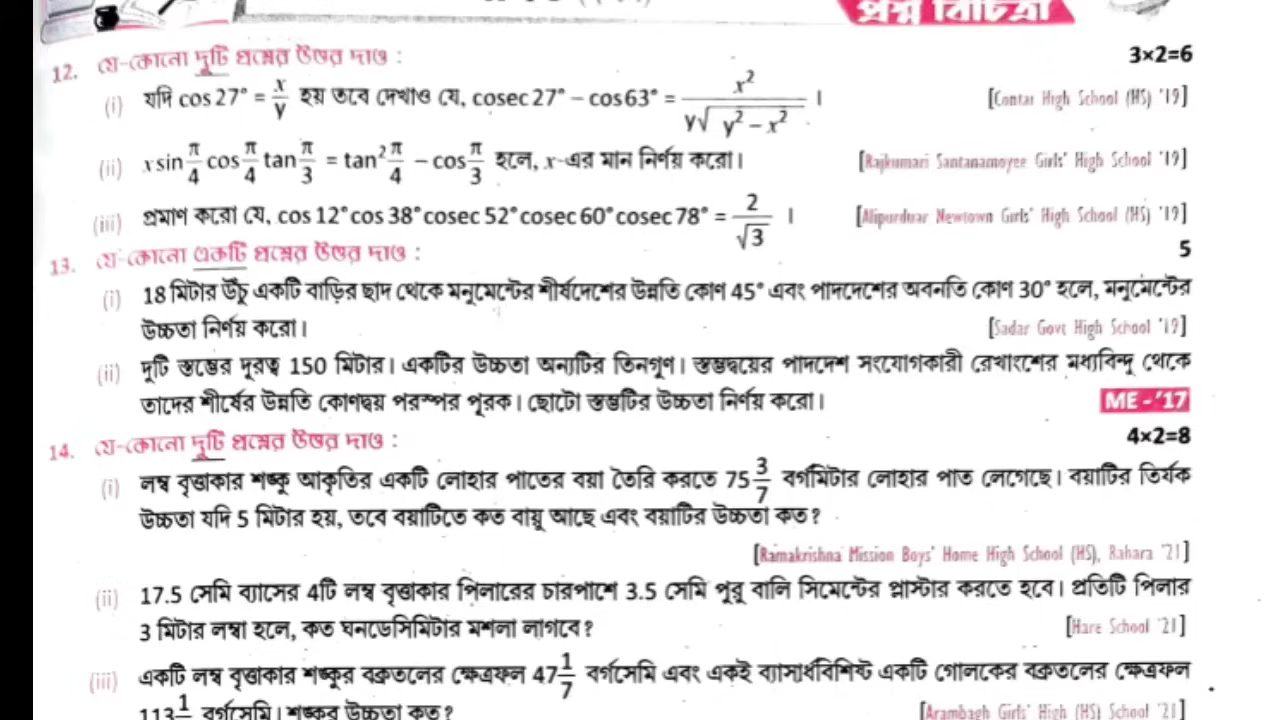 প্রশ্ন বিচিত্রা
12. যে-কোনো দুটি প্রশ্নের উত্তর দাও : 3×2=6
(i) যদি cos 27° = x/y হয় তবে দেখাও যে, cosec 27° – cos 63° = x²/(y√(y² – x²)) । [Contai High School (HS) '19]
(ii) x sin π/4 cos π/4 tan π/3 = tan² π/4 – cos π/3 হলে, x-এর মান নির্ণয় করো। [Rajkumari Santanamoyee Girls' High School '19]
(iii) প্রমাণ করো যে, cos 12° cos 38° cosec 52° cosec 60° cosec 78° = 2/√3 । [Alipurduar Newtown Girls' High School (HS) '19]
13. যে-কোনো একটি প্রশ্নের উত্তর দাও : 5
(i) 18 মিটার উঁচু একটি বাড়ির ছাদ থেকে মনুমেন্টের শীর্ষদেশের উন্নতি কোণ 45° এবং পাদদেশের অবনতি কোণ 30° হলে, মনুমেন্টের
উচ্চতা নির্ণয় করো। [Sadar Govt High School '19]
(ii) দুটি স্তম্ভের দূরত্ব 150 মিটার। একটির উচ্চতা অন্যটির তিনগুণ। স্তম্ভদ্বয়ের পাদদেশ সংযোগকারী রেখাংশের মধ্যবিন্দু থেকে
তাদের শীর্ষের উন্নতি কোণদ্বয় পরস্পর পূরক। ছোটো স্তম্ভটির উচ্চতা নির্ণয় করো। ME -'17
14. যে-কোনো দুটি প্রশ্নের উত্তর দাও : 4×2=8
(i) লম্ব বৃত্তাকার শঙ্কু আকৃতির একটি লোহার পাতের বয়া তৈরি করতে 75 3/7 বর্গমিটার লোহার পাত লেগেছে। বয়াটির তির্যক
উচ্চতা যদি 5 মিটার হয়, তবে বয়াটিতে কত বায়ু আছে এবং বয়াটির উচ্চতা কত?
[Ramakrishna Mission Boys' Home High School (HS), Rahara '21]
(ii) 17.5 সেমি ব্যাসের 4টি লম্ব বৃত্তাকার পিলারের চারপাশে 3.5 সেমি পুরু বালি সিমেন্টের প্লাস্টার করতে হবে। প্রতিটি পিলার
3 মিটার লম্বা হলে, কত ঘনডেসিমিটার মশলা লাগবে? [Hare School '21]
(iii) একটি লম্ব বৃত্তাকার শঙ্কুর বক্রতলের ক্ষেত্রফল 47 1/7 বর্গসেমি এবং একই ব্যাসার্ধবিশিষ্ট একটি গোলকের বক্রতলের ক্ষেত্রফল
113 1/ বর্গসেমি। শঙ্কুর উচ্চতা কত? [Arambagh Girls' High (HS) School '21]